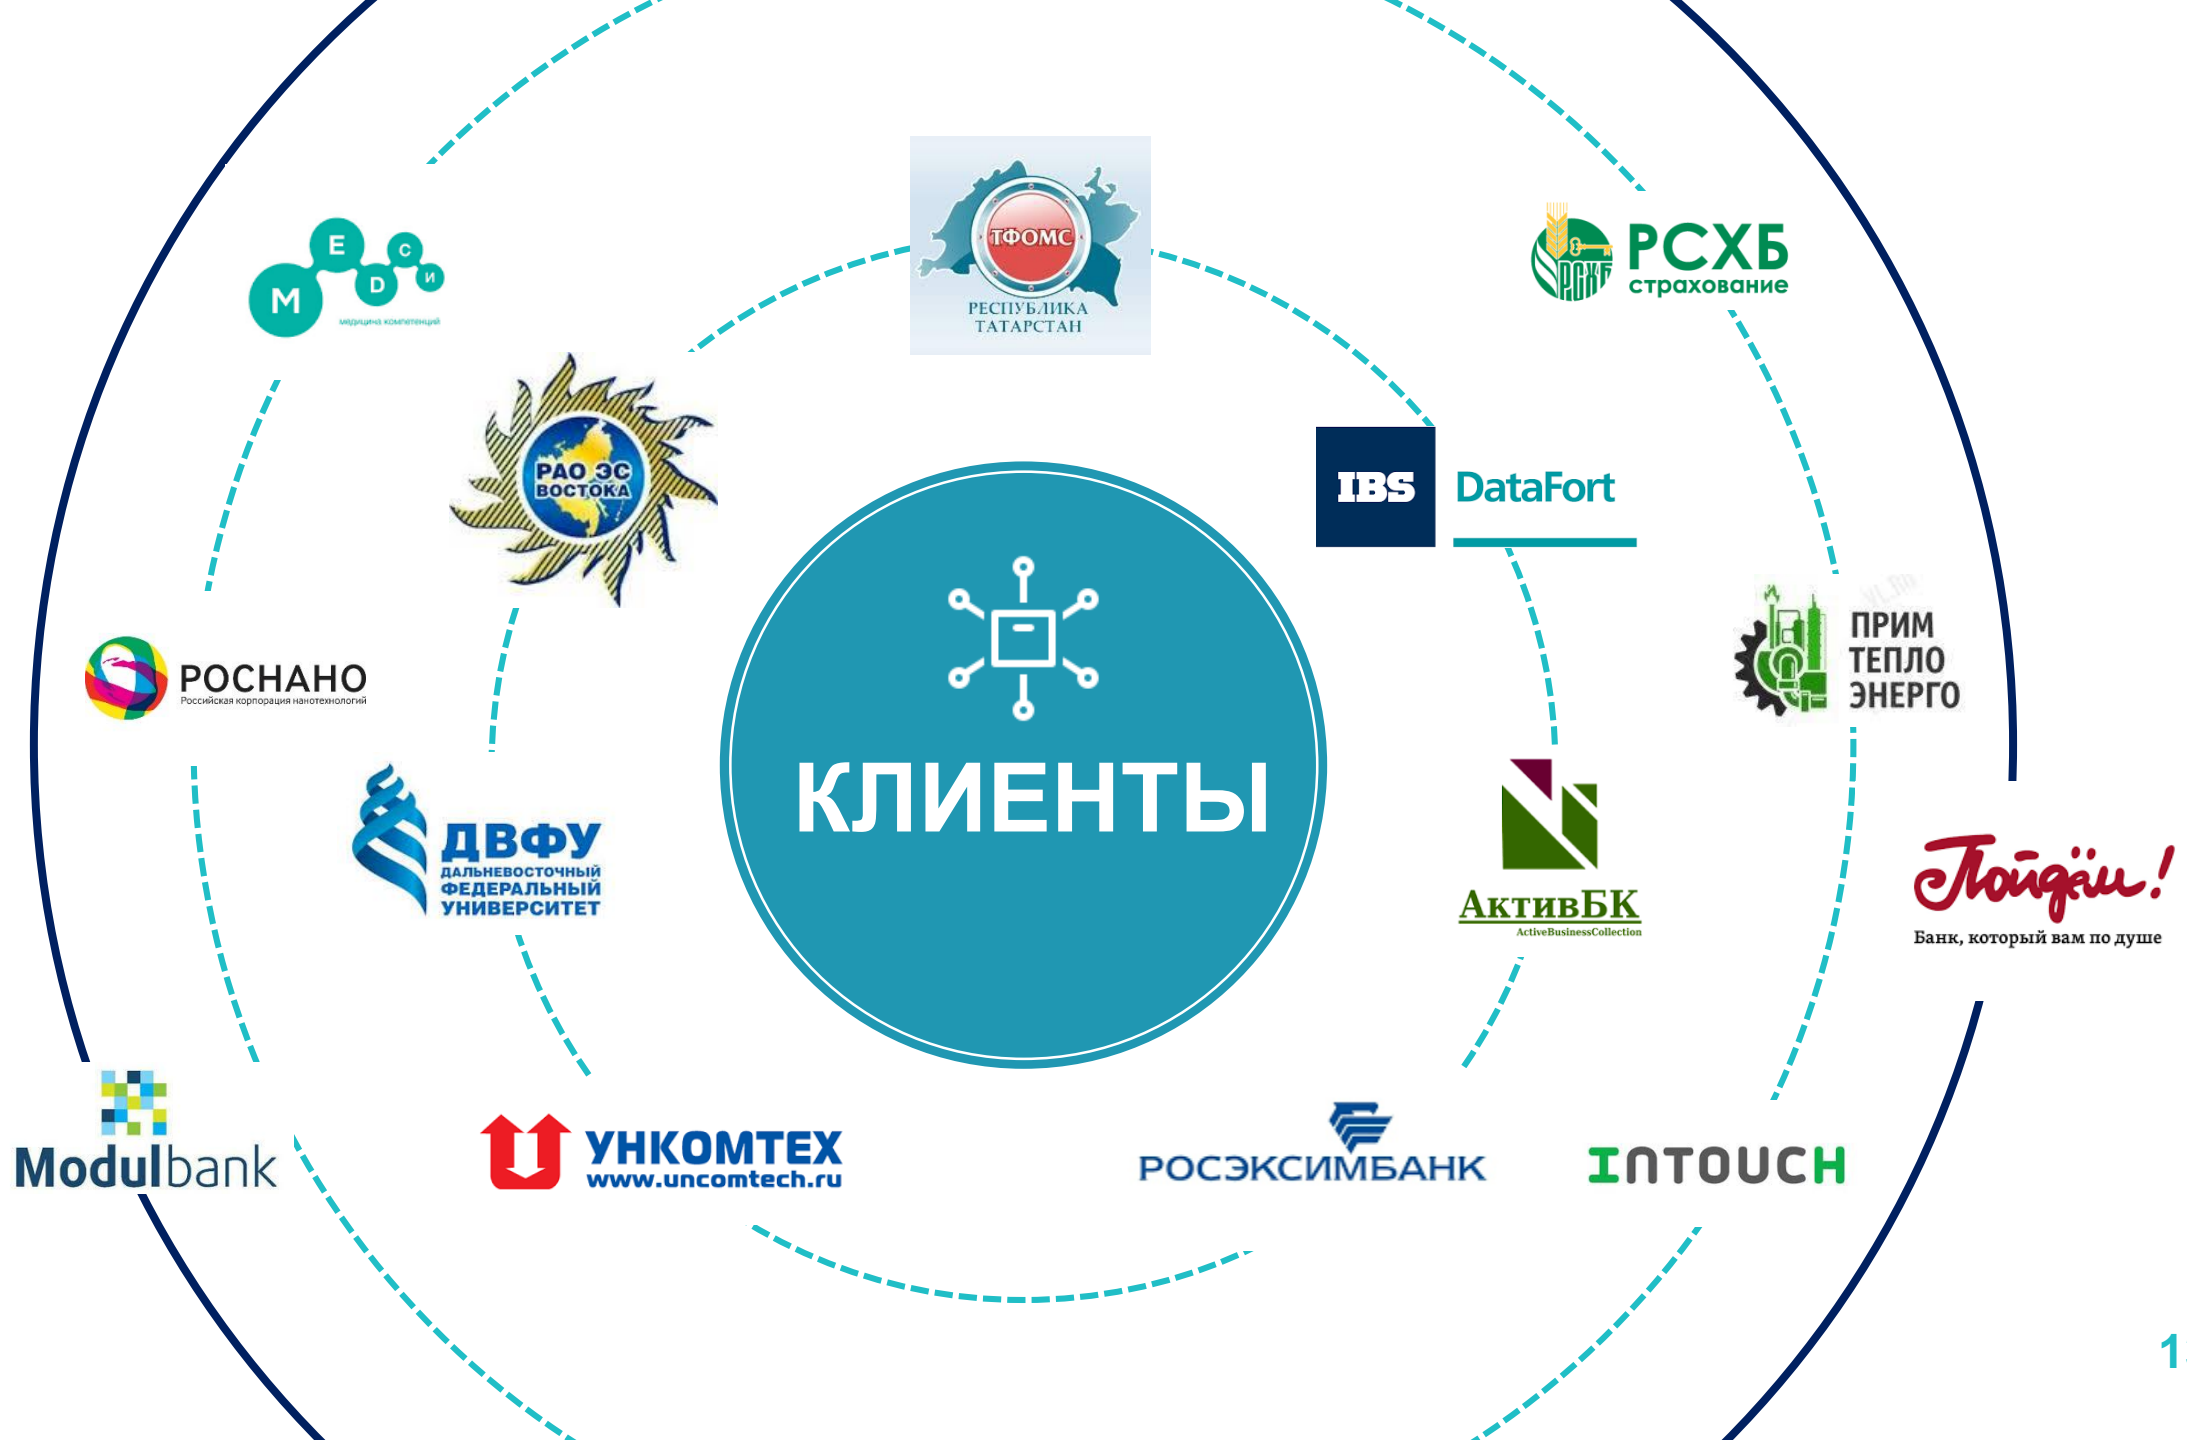 ТФОМС
РЕСПУБЛИКА
ТАТАРСТАН
М E D С И
медицина компетенций
РСХБ
страхование
РСХБ
РАО ЭС
ВОСТОКА
IBS DataFort
ПРИМ
ТЕПЛО
ЭНЕРГО
РОСНАНО
Российская корпорация нанотехнологий
КЛИЕНТЫ
ДВФУ
ДАЛЬНЕВОСТОЧНЫЙ
ФЕДЕРАЛЬНЫЙ
УНИВЕРСИТЕТ
АктивБК
ActiveBusinessCollection
Пойдём!
Банк, который вам по душе
Modulbank
УНКОМТЕХ
www.uncomtech.ru
РОСЭКСИМБАНК
INTOUCH